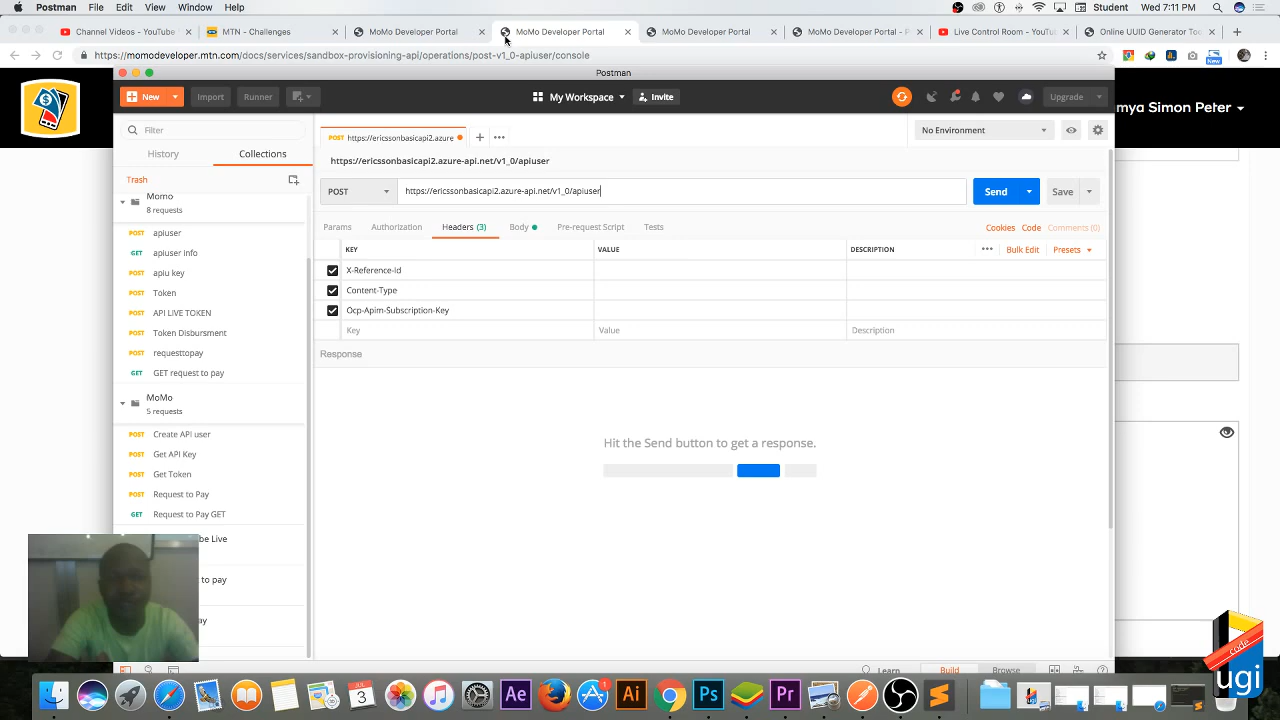 Postman File Edit View Window Help Student Wed 7:11 PM
Channel Videos - YouTube MTN - Challenges MoMo Developer Portal MoMo Developer Portal MoMo Developer Portal MoMo Developer Portal - P Live Control Room - YouTub Online UUID Generator Too
https://momodeveloper.mtn.com/docs/services/sandbox-provisioning-api/operations/post-v1_0-apiuser/console
New
Postman
New Import Runner My Workspace Invite Upgrade
mya Simon Peter
Filter
History Collections
Trash
Momo
8 requests
POST apiuser
GET apiuser info
POST apiu key
POST Token
POST API LIVE TOKEN
POST Token Disbursment
POST requesttopay
GET GET request to pay
MoMo
5 requests
POST Create API user
POST Get API Key
POST Get Token
POST Request to Pay
GET Request to Pay GET
be Live
to pay
ay
POST https://ericssonbasicapi2.azure
No Environment
https://ericssonbasicapi2.azure-api.net/v1_0/apiuser
POST https://ericssonbasicapi2.azure-api.net/v1_0/apiuser Send Save
Params Authorization Headers (3) Body Pre-request Script Tests Cookies Code Comments (0)
KEY VALUE DESCRIPTION Bulk Edit Presets
X-Reference-Id
Content-Type
Ocp-Apim-Subscription-Key
Key Value Description
Response
Hit the Send button to get a response.
Learn Build Browse
JUL
3
Ae 1 Ai Ps Pr
code
ugi